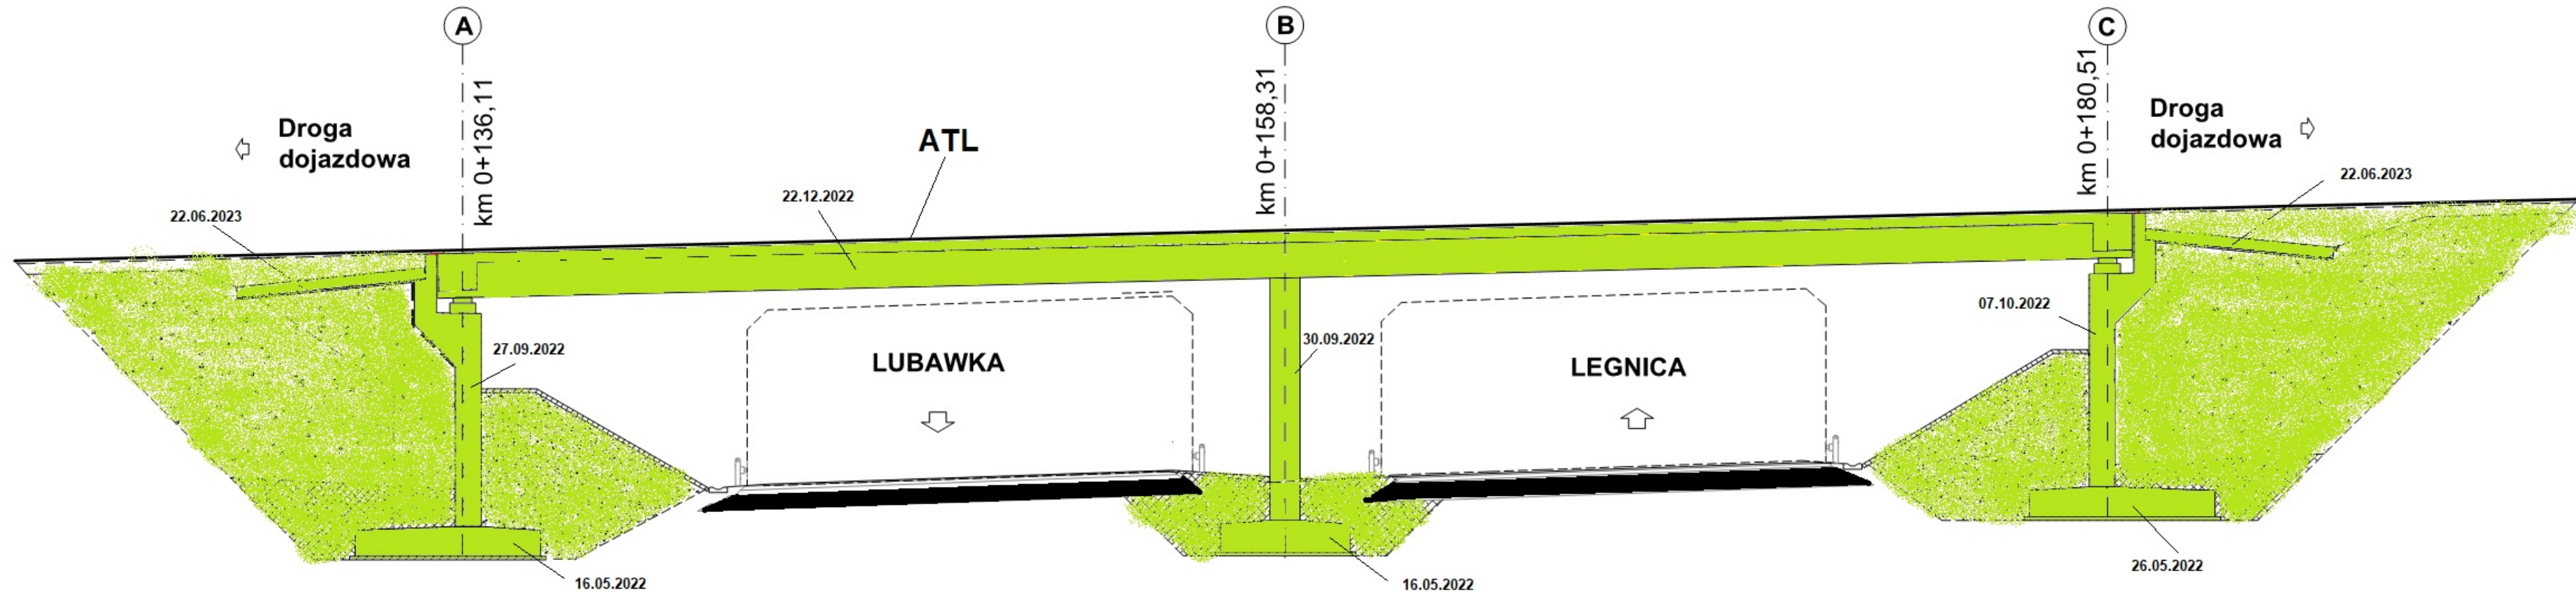 A
B
C
km 0+136,11
km 0+158,31
km 0+180,51
Droga
dojazdowa
ATL
Droga
dojazdowa
22.06.2023
22.12.2022
22.06.2023
27.09.2022
LUBAWKA
30.09.2022
LEGNICA
07.10.2022
16.05.2022
16.05.2022
26.05.2022